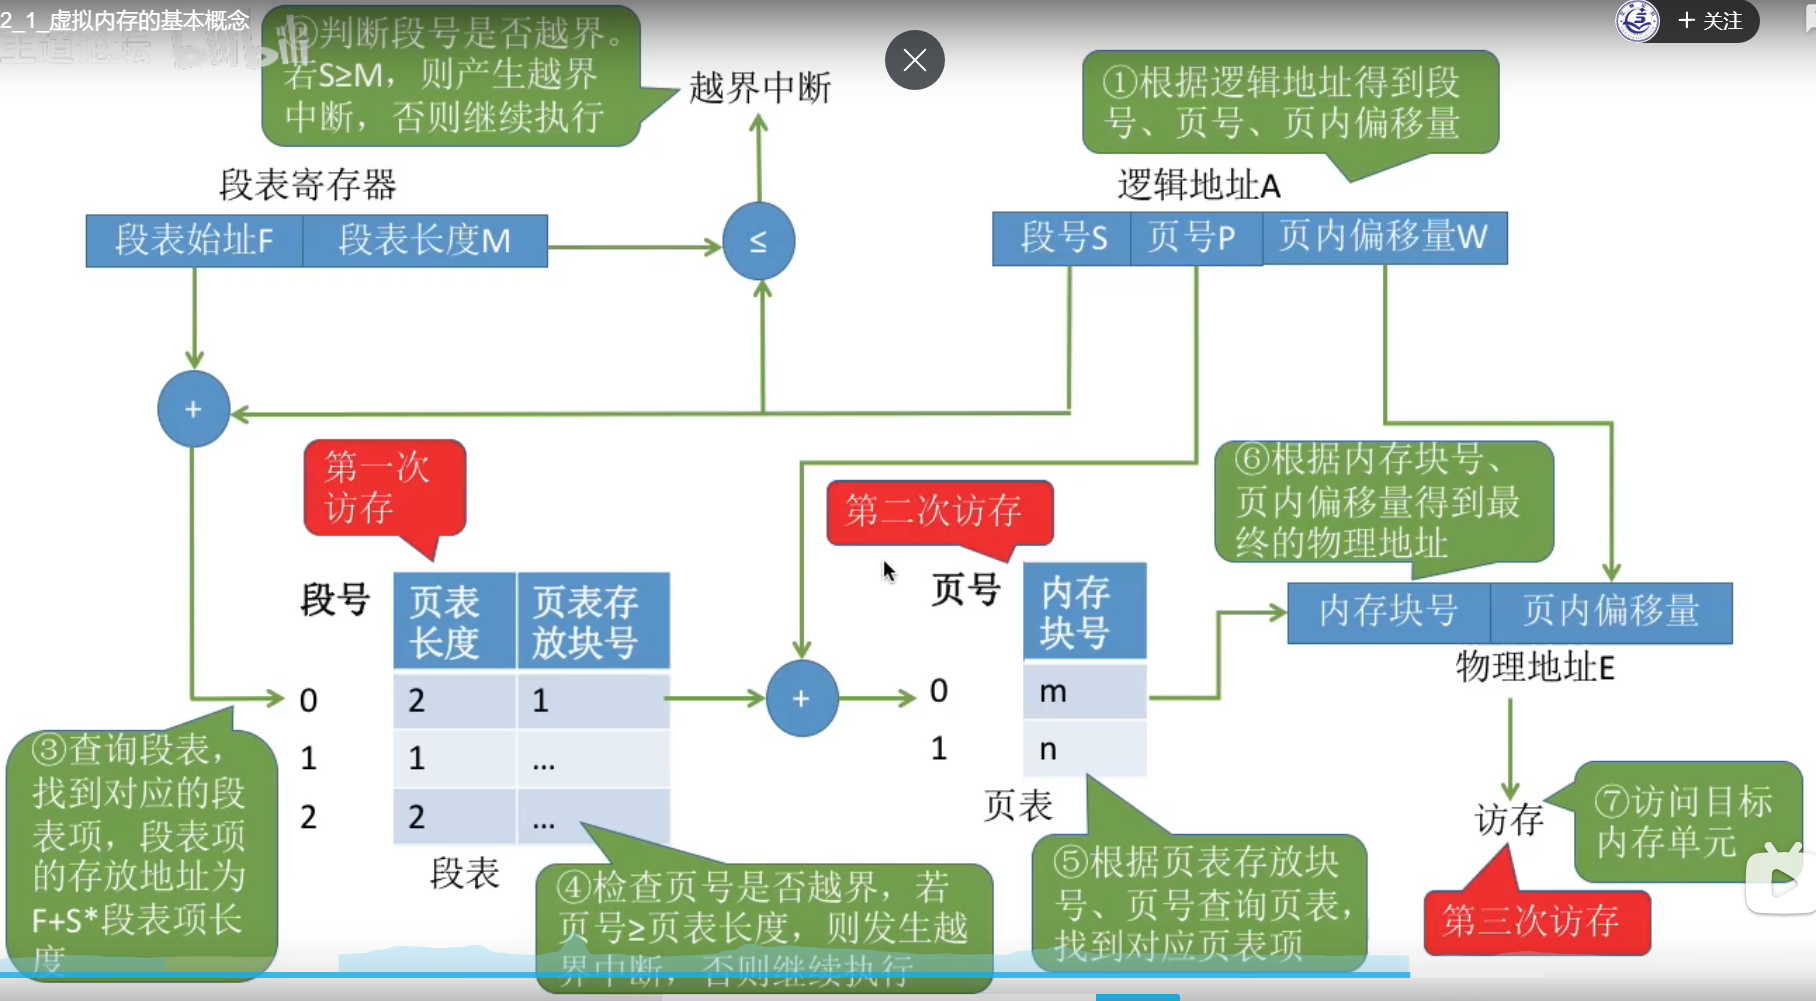 2_1_虚拟内存的基本概念
王道论坛
bilibili
+ 关注
②判断段号是否越界。
若S≥M，则产生越界
中断，否则继续执行
越界中断
①根据逻辑地址得到段
号、页号、页内偏移量
段表寄存器
段表始址F 段表长度M
≤
逻辑地址A
段号S 页号P 页内偏移量W
+
第一次
访存
第二次访存
⑥根据内存块号、
页内偏移量得到最
终的物理地址
段号
页表
长度
页表存
放块号
0 2 1
1 1 ...
2 2 ...
段表
+
页号
内存
块号
0 m
1 n
页表
内存块号 页内偏移量
物理地址E
③查询段表，
找到对应的段
表项，段表项
的存放地址为
F+S*段表项长
度
④检查页号是否越界，若
页号≥页表长度，则发生越
界中断，否则继续执行
⑤根据页表存放块
号、页号查询页表，
找到对应页表项
访存
⑦访问目标
内存单元
第三次访存